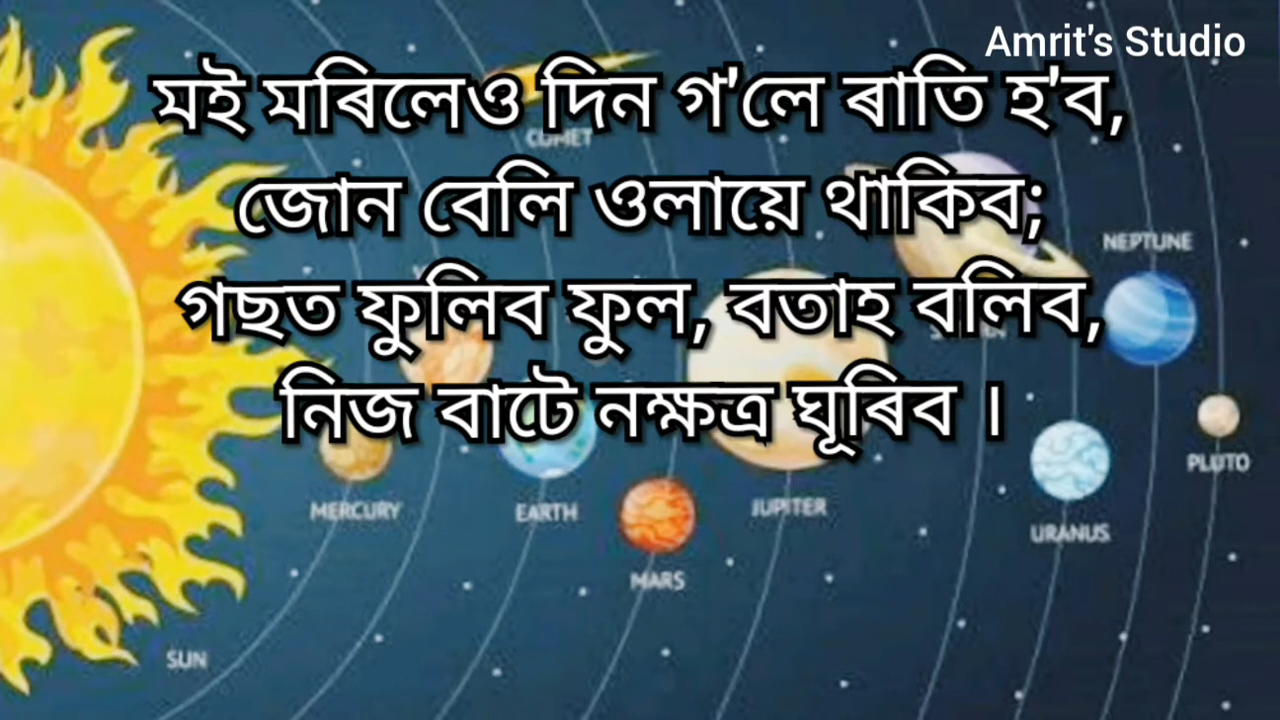 Amrit's Studio
মই মৰিলেও দিন গ'লে ৰাতি হ'ব,
COMET
জোন বেলি ওলায়ে থাকিব;
NEPTUNE
গছত ফুলিব ফুল, বতাহ বলিব,
নিজ বাটে নক্ষত্ৰ ঘূৰিব ।
PLUTO
MERCURY
EARTH
JUPITER
URANUS
MARS
SUN